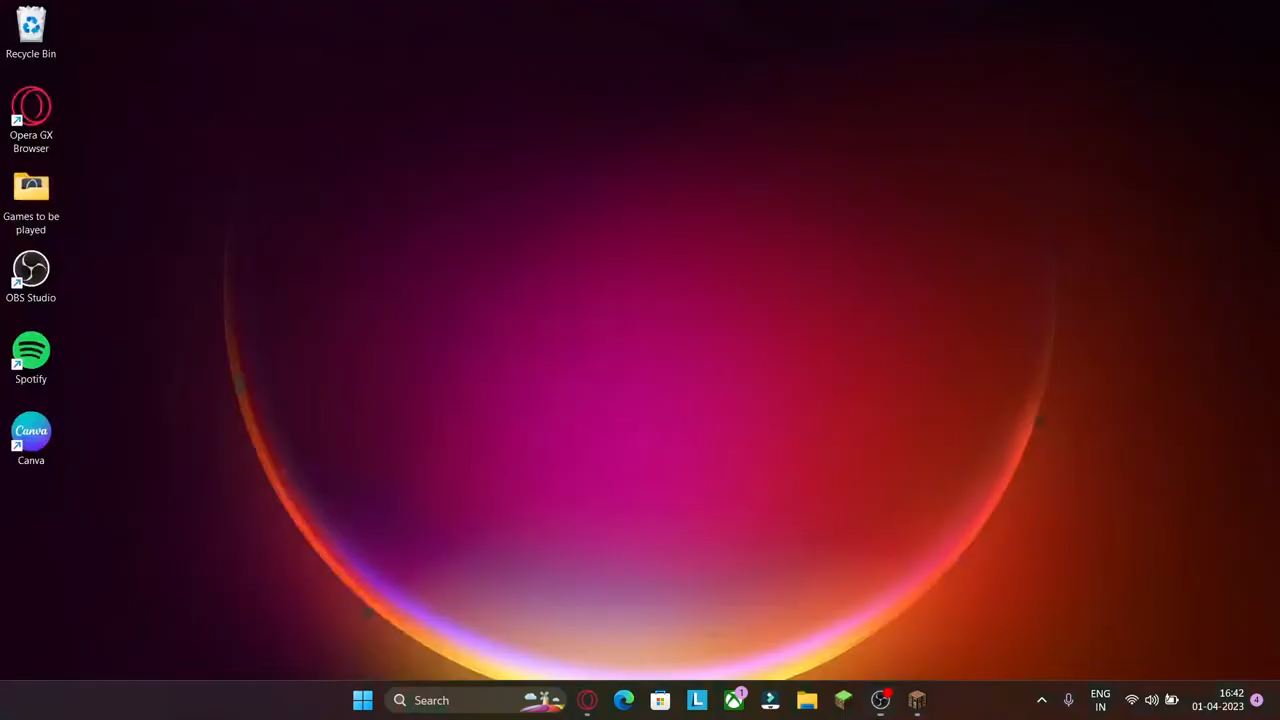 Recycle Bin
Opera GX
Browser
Games to be
played
OBS Studio
Canva
Spotify
Canva
Search
L
1
ENG
IN
16:42
01-04-2023
4